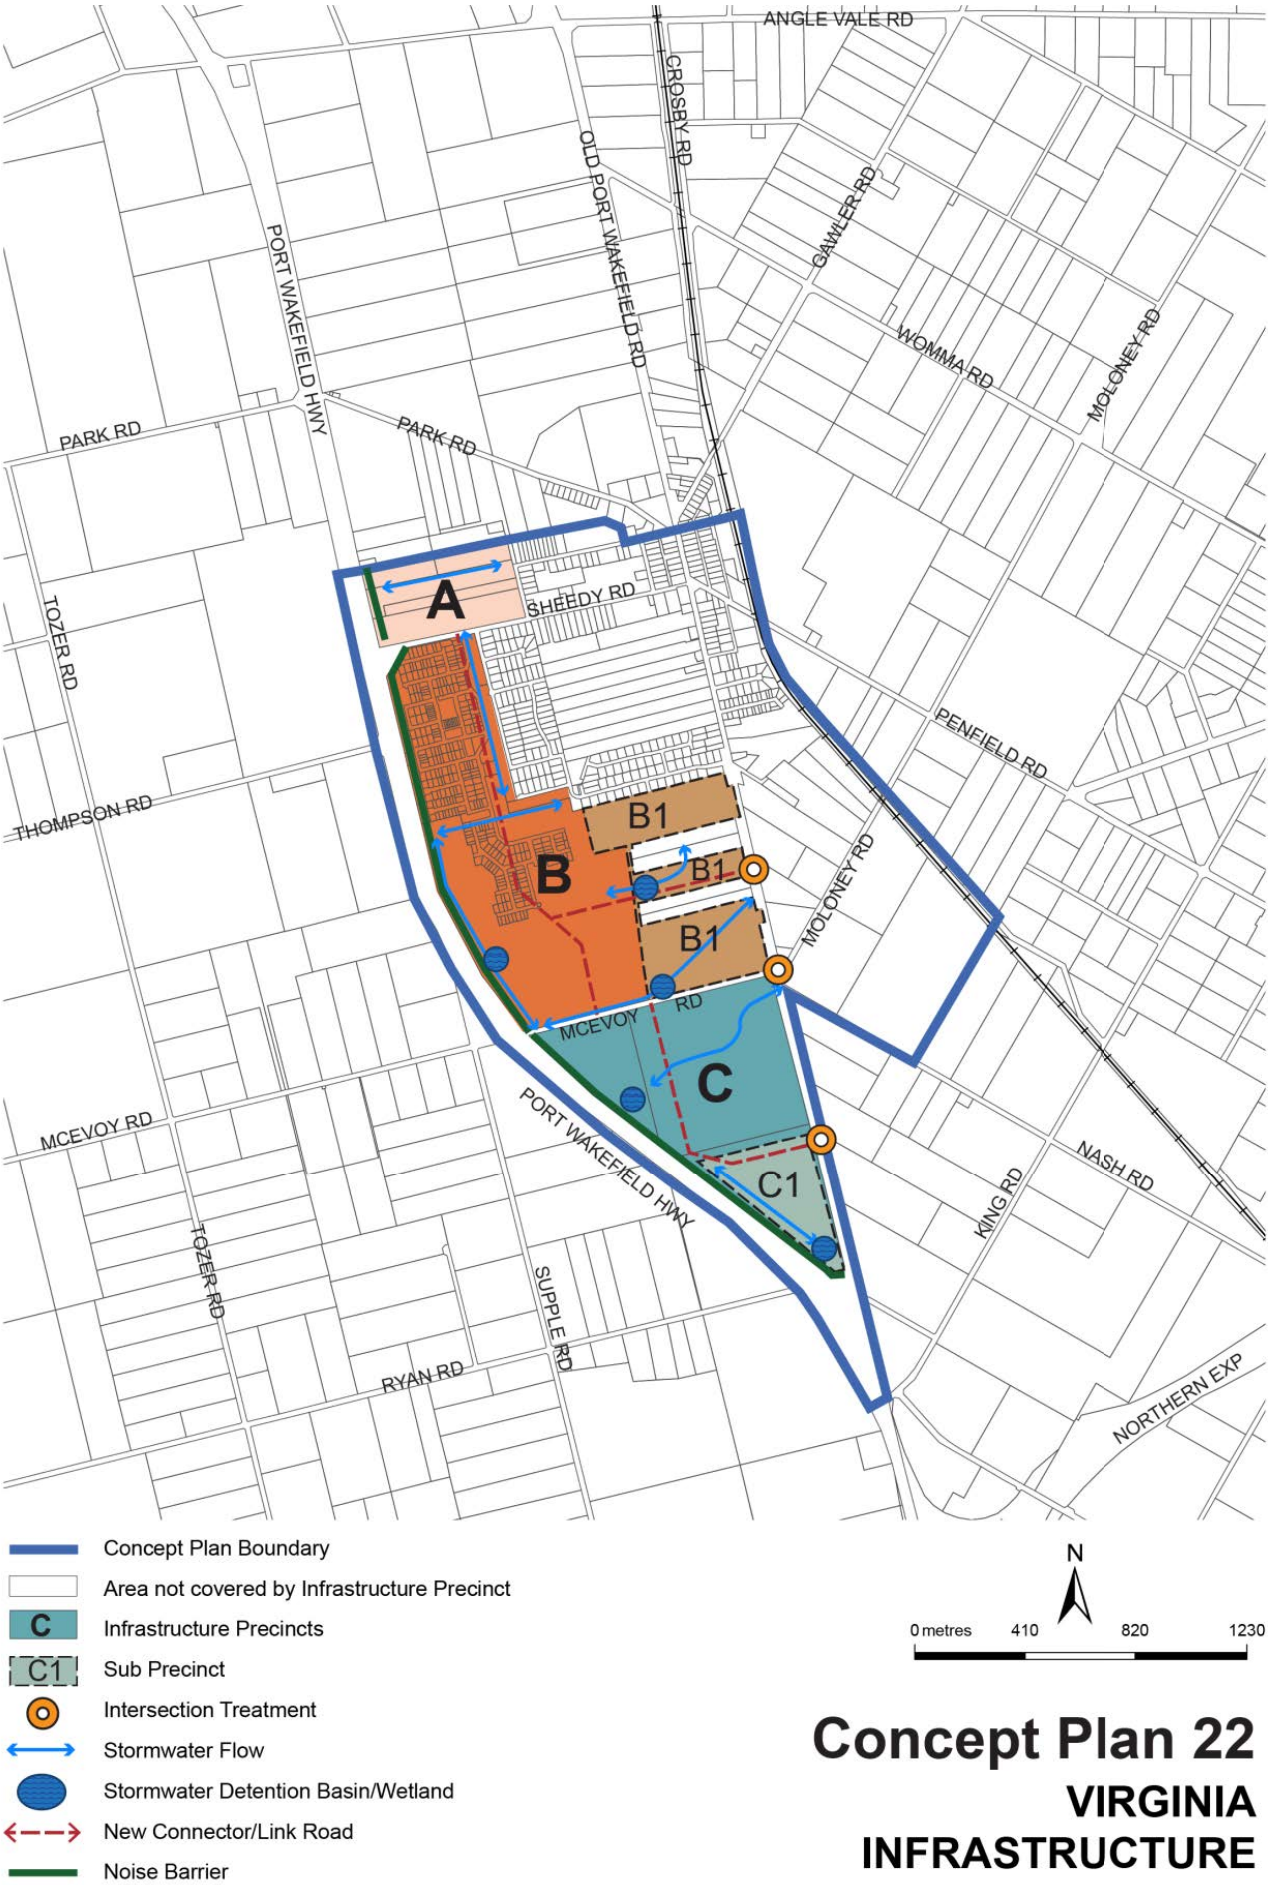 ANGLE VALE RD
CROSBY RD
OLD PORT WAKEFIELD RD
GAWLER RD
PORT WAKEFIELD HWY
WOMMA RD
MOLONEY RD
PARK RD
PARK RD
A
SHEEDY RD
TOZER RD
PENFIELD RD
THOMPSON RD
B1
B
B1
MOLONEY RD
B1
MCEVOY RD
C
PORT WAKEFIELD HWY
MCEVOY RD
NASH RD
C1
KING RD
TOZER RD
SUPPLE RD
RYAN RD
NORTHERN EXP
Concept Plan Boundary
Area not covered by Infrastructure Precinct
C Infrastructure Precincts
C1 Sub Precinct
Intersection Treatment
Stormwater Flow
Stormwater Detention Basin/Wetland
New Connector/Link Road
Noise Barrier
N
0 metres 410 820 1230
Concept Plan 22
VIRGINIA
INFRASTRUCTURE